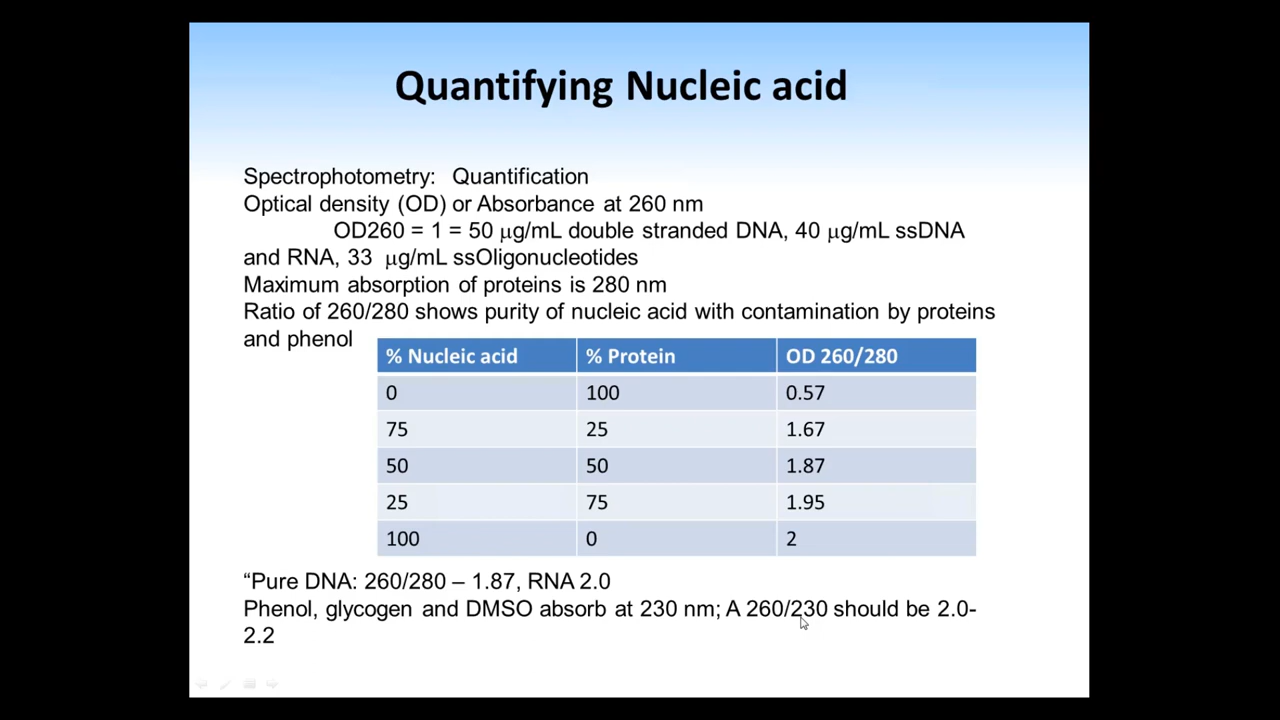 Quantifying Nucleic acid
Spectrophotometry: Quantification
Optical density (OD) or Absorbance at 260 nm
OD260 = 1 = 50 μg/mL double stranded DNA, 40 μg/mL ssDNA
and RNA, 33 μg/mL ssOligonucleotides
Maximum absorption of proteins is 280 nm
Ratio of 260/280 shows purity of nucleic acid with contamination by proteins
and phenol
% Nucleic acid % Protein OD 260/280
0 100 0.57
75 25 1.67
50 50 1.87
25 75 1.95
100 0 2
“Pure DNA: 260/280 – 1.87, RNA 2.0
Phenol, glycogen and DMSO absorb at 230 nm; A 260/230 should be 2.0-
2.2